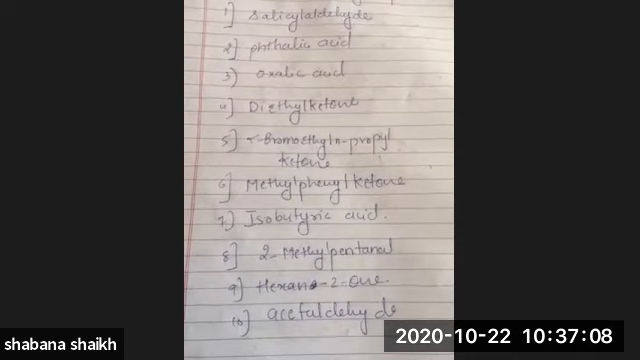 1] Salicylaldehyde
2] phthalic acid
3) oxalic acid
4] Diethylketone
5] α-Bromoethyl n-propyl
ketone
6] Methylphenylketone
7) Isobutyric acid.
8] 2-Methylpentanal
9] Hexan-2-one.
10) acetaldehyde
shabana shaikh
2020-10-22 10:37:08